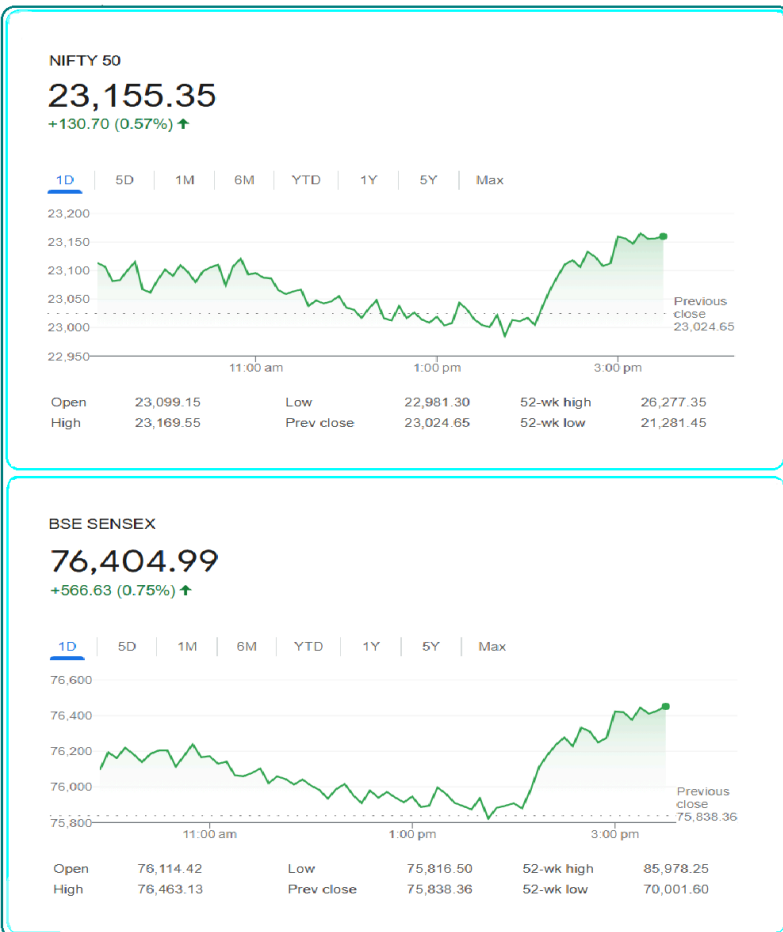 NIFTY 50
23,155.35
+130.70 (0.57%) ↑
1D 5D 1M 6M YTD 1Y 5Y Max
23,200
23,150
23,100
23,050
23,000
22,950
Previous
close
23,024.65
11:00 am 1:00 pm 3:00 pm
Open 23,099.15 Low 22,981.30 52-wk high 26,277.35
High 23,169.55 Prev close 23,024.65 52-wk low 21,281.45
BSE SENSEX
76,404.99
+566.63 (0.75%) ↑
1D 5D 1M 6M YTD 1Y 5Y Max
76,600
76,400
76,200
76,000
75,800
Previous
close
75,838.36
11:00 am 1:00 pm 3:00 pm
Open 76,114.42 Low 75,816.50 52-wk high 85,978.25
High 76,463.13 Prev close 75,838.36 52-wk low 70,001.60